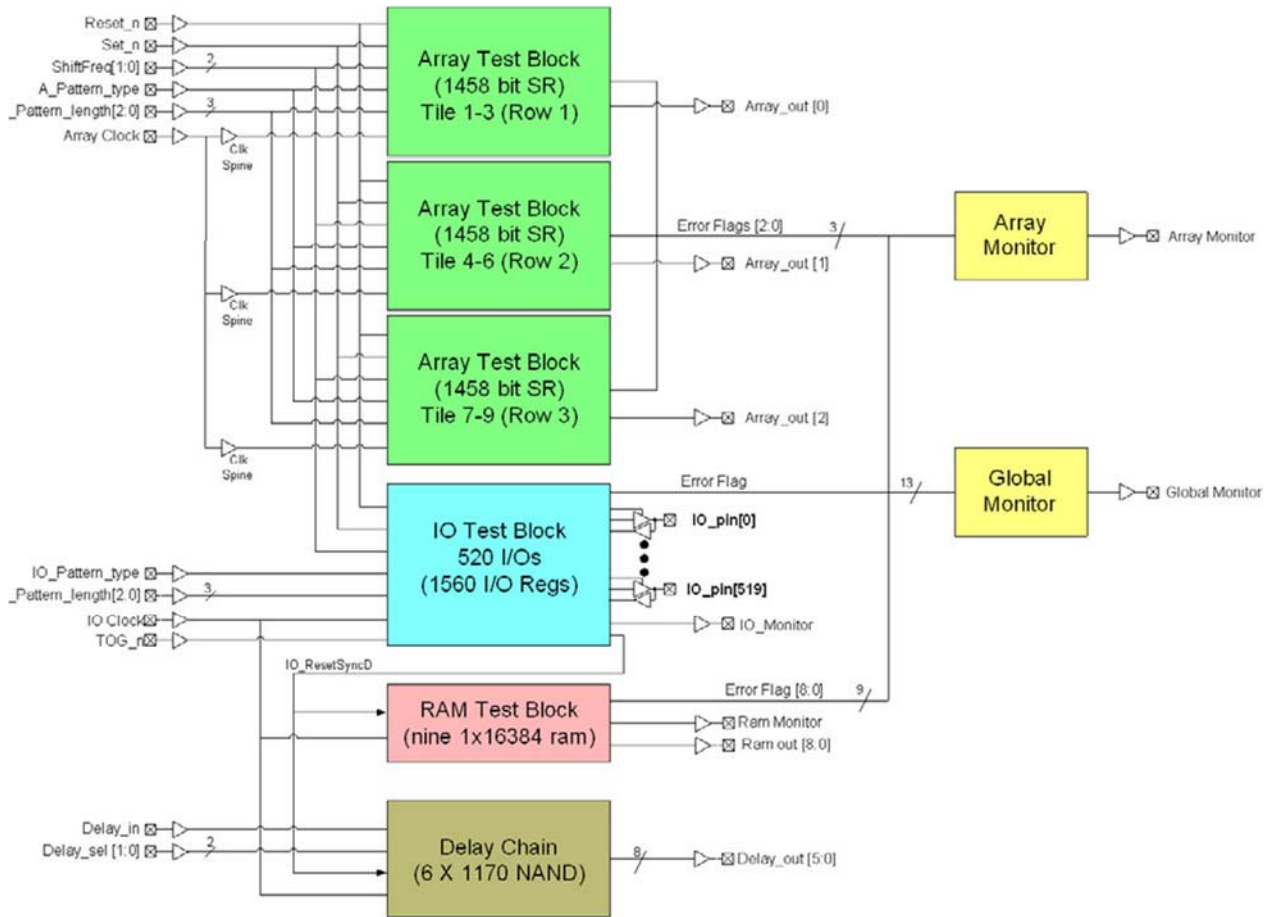 Reset_n
Set_n
ShiftFreq[1:0]
2
A_Pattern_type
_Pattern_length[2:0]
3
Array Clock
Clk
Spine
Clk
Spine
Clk
Spine
Array Test Block
(1458 bit SR)
Tile 1-3 (Row 1)
Array_out [0]
Array Test Block
(1458 bit SR)
Tile 4-6 (Row 2)
Error Flags [2:0]
3
Array_out [1]
Array
Monitor
Array Monitor
Array Test Block
(1458 bit SR)
Tile 7-9 (Row 3)
Array_out [2]
Error Flag
13
Global
Monitor
Global Monitor
IO Test Block
520 I/Os
(1560 I/O Regs)
IO_pin[0]
IO_pin[519]
IO_Monitor
IO_Pattern_type
_Pattern_length[2.0]
3
IO Clock
TOG_n
IO_ResetSyncD
RAM Test Block
(nine 1x16384 ram)
Error Flag [8:0]
9
Ram Monitor
Ram out [8:0]
Delay_in
Delay_sel [1:0]
2
Delay Chain
(6 X 1170 NAND)
8
Delay_out [5:0]